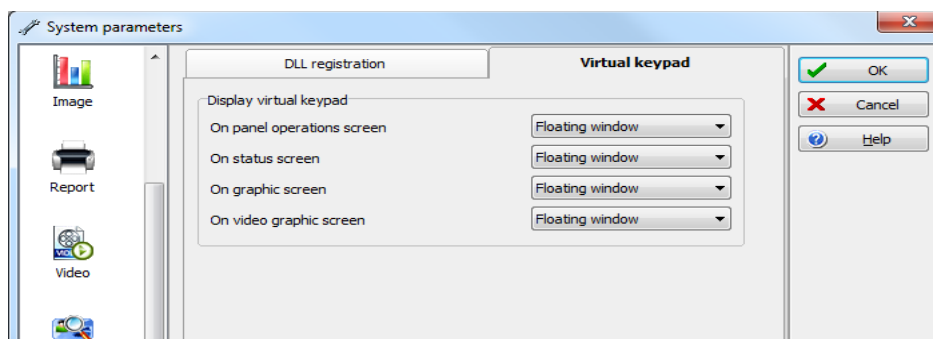 System parameters
Image
Report
Video
DLL registration
Virtual keypad
Display virtual keypad
On panel operations screen Floating window
On status screen Floating window
On graphic screen Floating window
On video graphic screen Floating window
OK
Cancel
Help